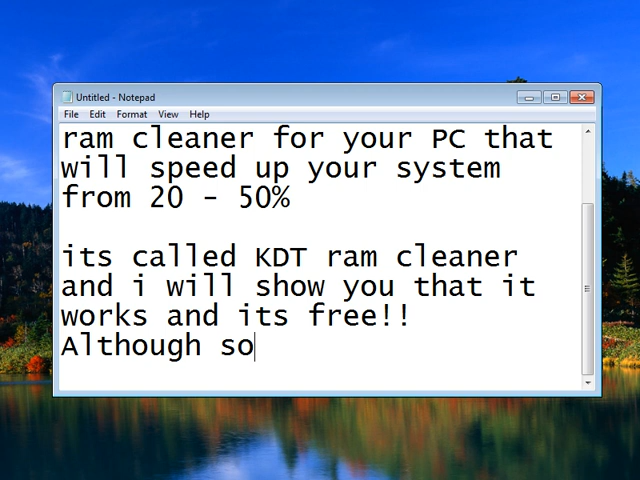 Untitled - Notepad
File Edit Format View Help
ram cleaner for your PC that
will speed up your system
from 20 - 50%
its called KDT ram cleaner
and i will show you that it
works and its free!!
Although so